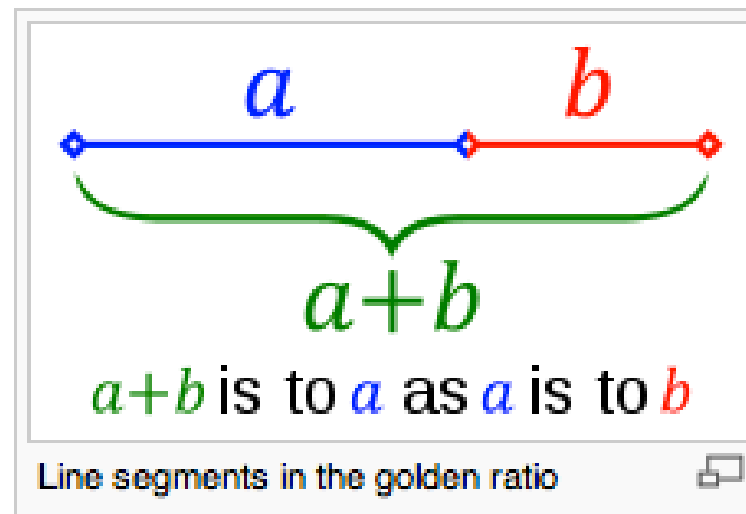 a b
a+b
a+b is to a as a is to b
Line segments in the golden ratio